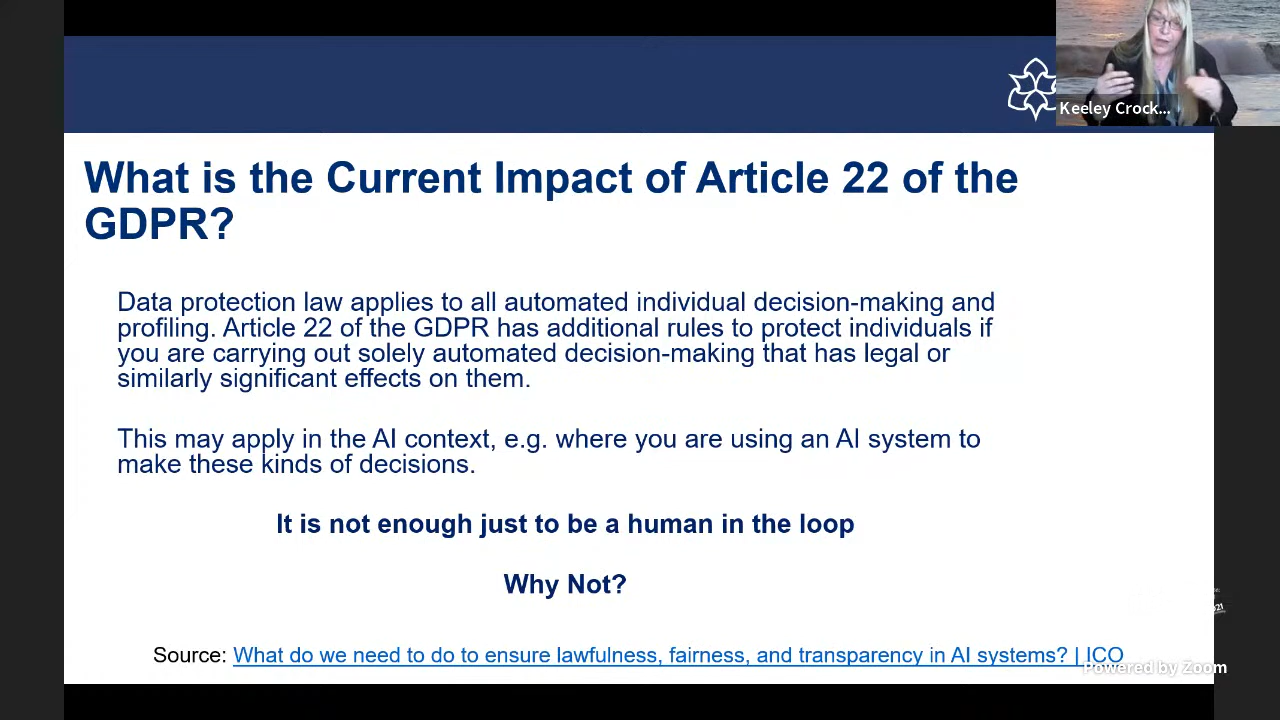 Keeley Crock...
What is the Current Impact of Article 22 of the
GDPR?
Data protection law applies to all automated individual decision-making and
profiling. Article 22 of the GDPR has additional rules to protect individuals if
you are carrying out solely automated decision-making that has legal or
similarly significant effects on them.
This may apply in the AI context, e.g. where you are using an AI system to
make these kinds of decisions.
It is not enough just to be a human in the loop
Why Not?
Source: What do we need to do to ensure lawfulness, fairness, and transparency in AI systems? | ICO
Powered by Zoom